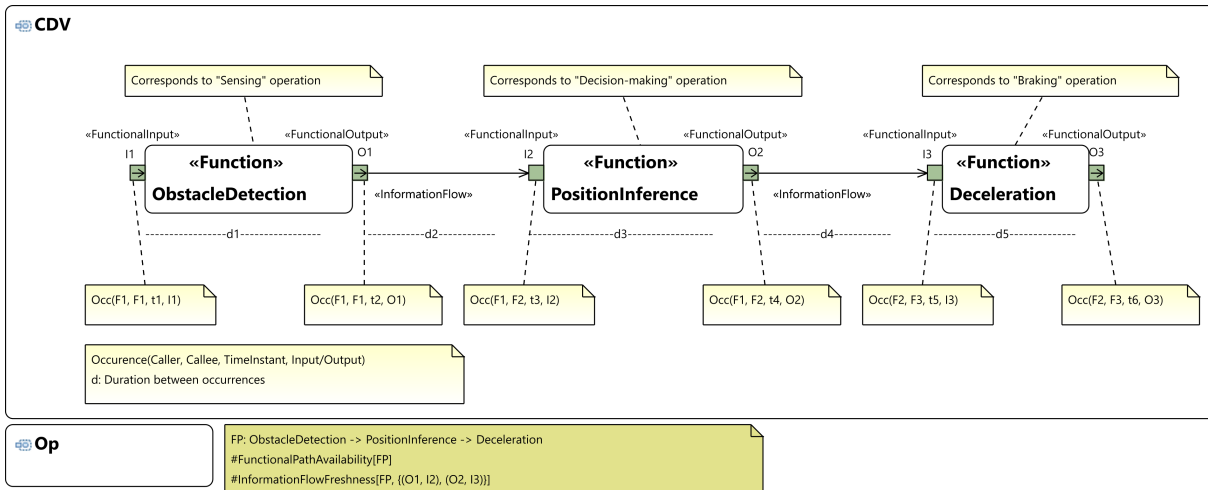 CDV
Corresponds to "Sensing" operation
Corresponds to "Decision-making" operation
Corresponds to "Braking" operation
«FunctionalInput»
«FunctionalOutput»
«FunctionalInput»
«FunctionalOutput»
«FunctionalInput»
«FunctionalOutput»
I1
O1
I2
O2
I3
O3
«Function»
ObstacleDetection
«InformationFlow»
«Function»
PositionInference
«InformationFlow»
«Function»
Deceleration
d1
d2
d3
d4
d5
Occ(F1, F1, t1, I1)
Occ(F1, F1, t2, O1)
Occ(F1, F2, t3, I2)
Occ(F1, F2, t4, O2)
Occ(F2, F3, t5, I3)
Occ(F2, F3, t6, O3)
Occurence(Caller, Callee, TimeInstant, Input/Output)
d: Duration between occurrences
Op
FP: ObstacleDetection -> PositionInference -> Deceleration
#FunctionalPathAvailability[FP]
#InformationFlowFreshness[FP, {(O1, I2), (O2, I3)}]